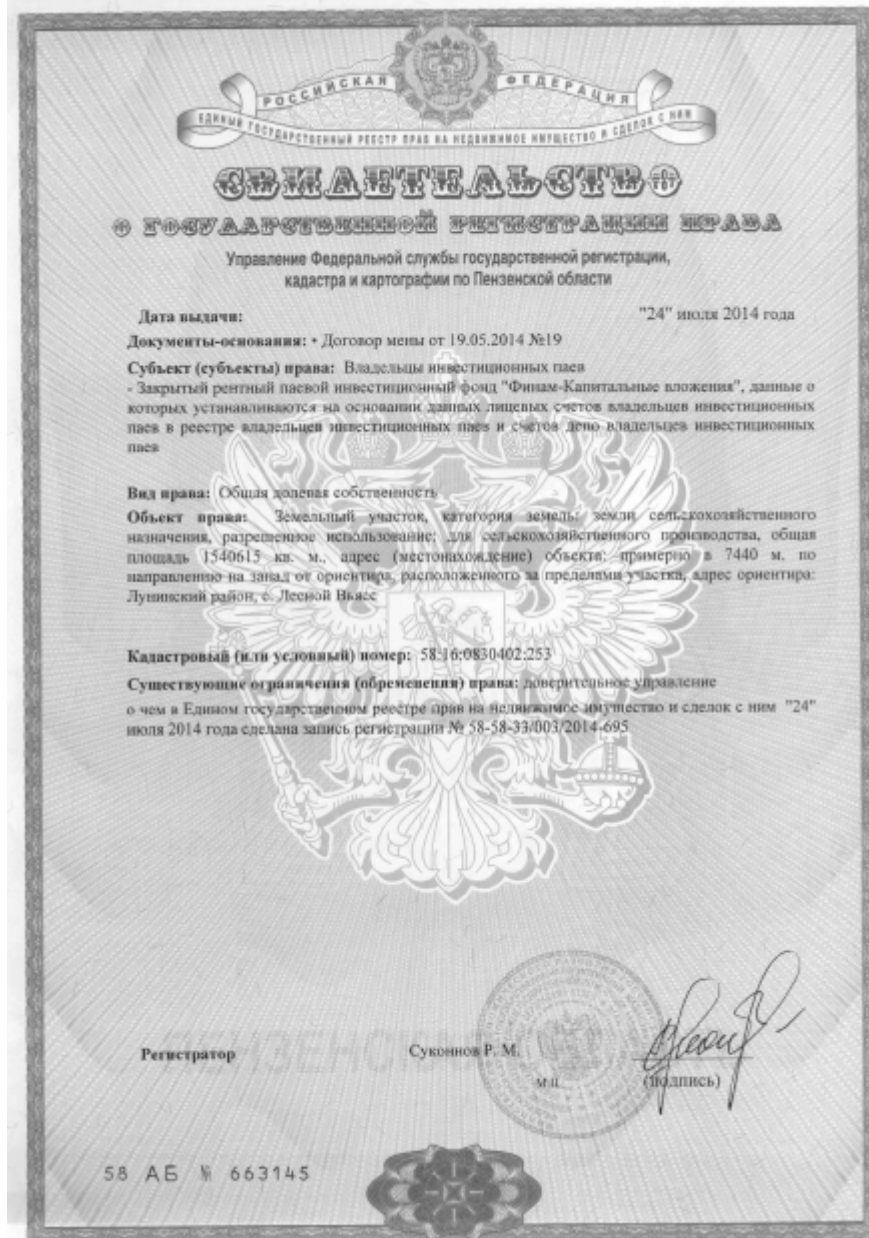 РОССИЙСКАЯ ФЕДЕРАЦИЯ
ЕДИНЫЙ ГОСУДАРСТВЕННЫЙ РЕЕСТР ПРАВ НА НЕДВИЖИМОЕ ИМУЩЕСТВО И СДЕЛОК С НИМ
СВИДЕТЕЛЬСТВО
О ГОСУДАРСТВЕННОЙ РЕГИСТРАЦИИ ПРАВА
Управление Федеральной службы государственной регистрации,
кадастра и картографии по Пензенской области
Дата выдачи: "24" июля 2014 года
Документы-основания: • Договор мены от 19.05.2014 №19
Субъект (субъекты) права: Владельцы инвестиционных паев
- Закрытый рентный паевой инвестиционный фонд "Финам-Капитальные вложения", данные о
которых устанавливаются на основании данных лицевых счетов владельцев инвестиционных
паев в реестре владельцев инвестиционных паев и счетов депо владельцев инвестиционных
паев
Вид права: Общая долевая собственность
Объект права: Земельный участок, категория земель: земли сельскохозяйственного
назначения, разрешенное использование: для сельскохозяйственного производства, общая
площадь 1540615 кв. м., адрес (местонахождение) объекта: примерно в 7440 м. по
направлению на запад от ориентира, расположенного за пределами участка, адрес ориентира:
Лунинский район, с. Лесной Вьясс
Кадастровый (или условный) номер: 58:16:0830402:253
Существующие ограничения (обременения) права: доверительное управление
о чем в Едином государственном реестре прав на недвижимое имущество и сделок с ним "24"
июля 2014 года сделана запись регистрации № 58-58-33/003/2014-695
Регистратор Суконнов Р. М.
М.П. (подпись)
58 АБ № 663145